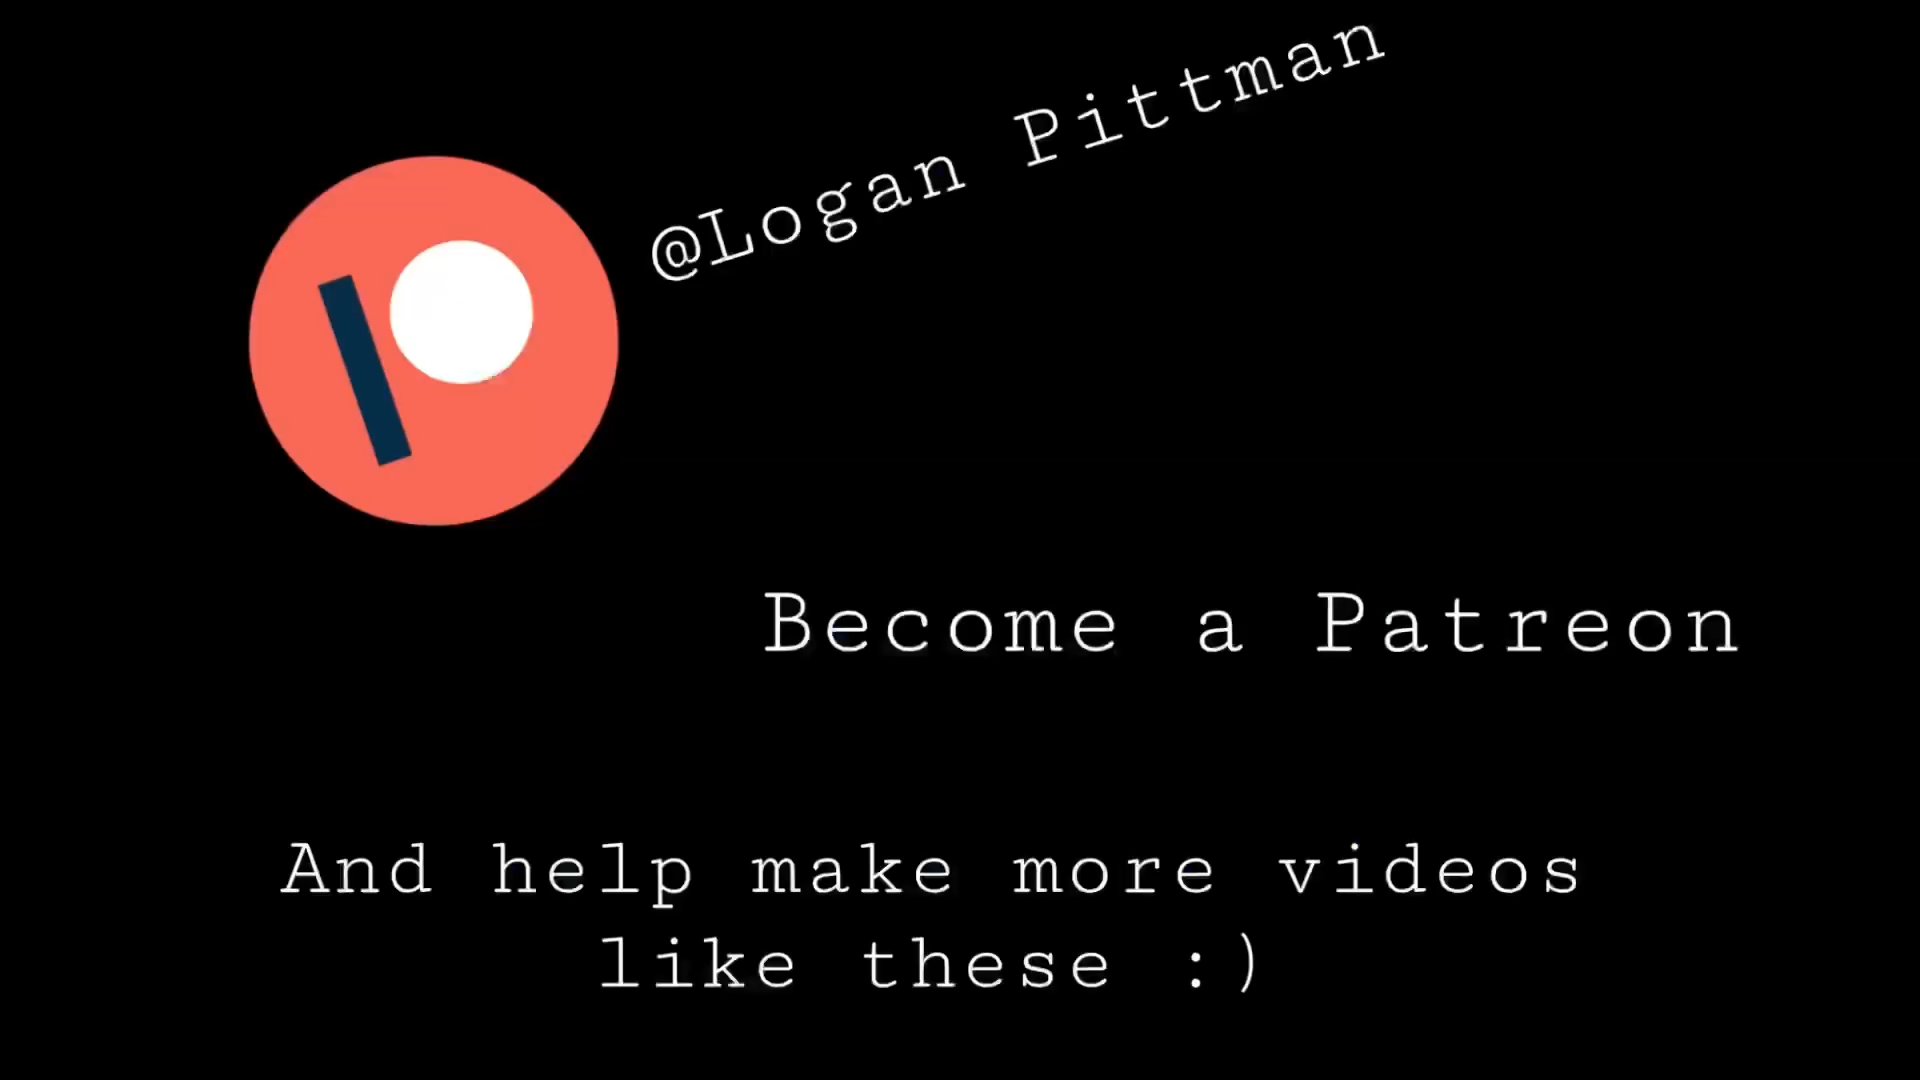 @Logan Pittman
Become a Patreon
And help make more videos
like these :)